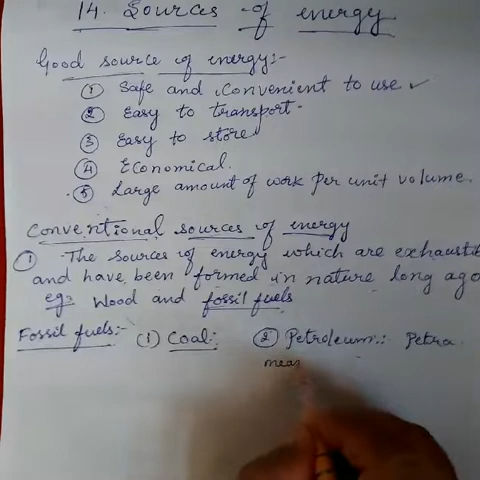 14. Sources of energy
Good source of energy:-
① Safe and convenient to use ✓
② Easy to transport.
③ Easy to store
④ Economical.
⑤ Large amount of work per unit volume.
Conventional sources of energy
① The sources of energy which are exhaustib
and have been formed in nature long ago
eg: Wood and fossil fuels
Fossil fuels:- (1) Coal:- ② Petroleum:: Petra
mean